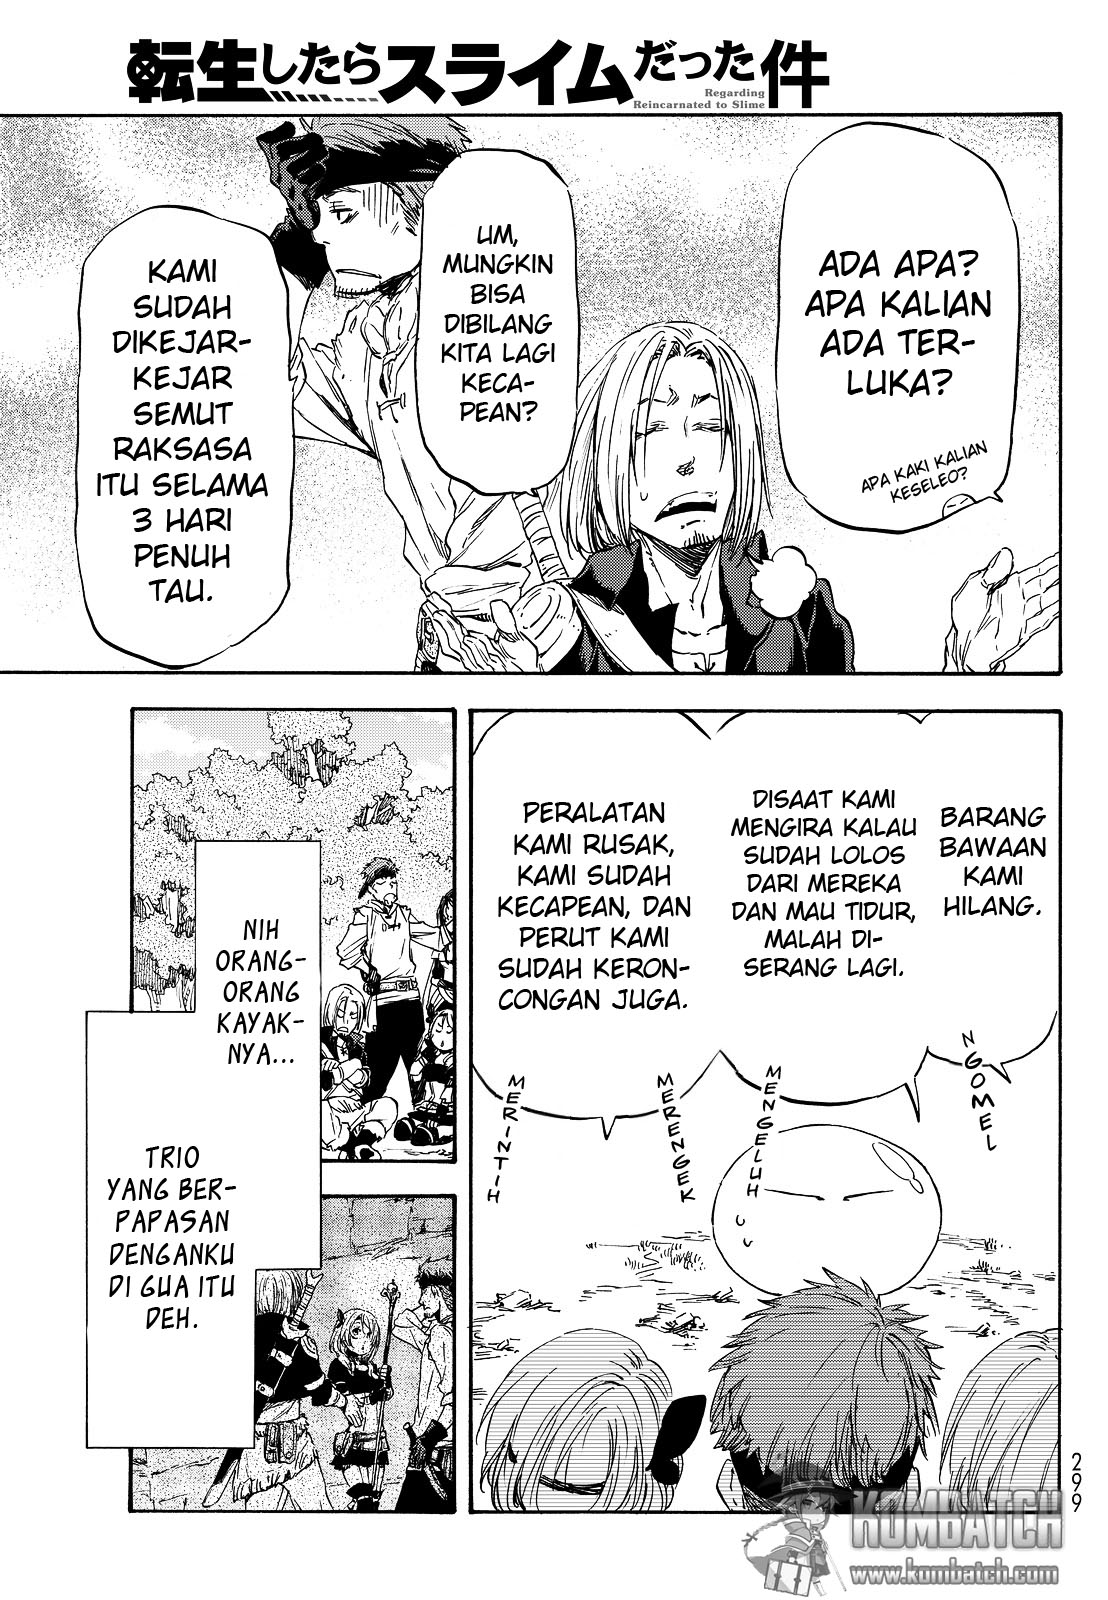 転生したらスライムだった件
Regarding
Reincarnated to Slime
ADA APA?
APA KALIAN
ADA TER-
LUKA?
APA KAKI KALIAN
KESELEO?
UM,
MUNGKIN
BISA
DIBILANG
KITA LAGI
KECA-
PEAN?
KAMI
SUDAH
DIKEJAR-
KEJAR
SEMUT
RAKSASA
ITU SELAMA
3 HARI
PENUH
TAU.
BARANG
BAWAAN
KAMI
HILANG.
DISAAT KAMI
MENGIRA KALAU
SUDAH LOLOS
DARI MEREKA
DAN MAU TIDUR,
MALAH DI-
SERANG LAGI.
PERALATAN
KAMI RUSAK,
KAMI SUDAH
KECAPEAN, DAN
PERUT KAMI
SUDAH KERON-
CONGAN JUGA.
NGOMEL
MENGELUH
MERENGEK
MERINTIH
NIH
ORANG-
ORANG
KAYAK-
NYA...
TRIO
YANG BER-
PAPASAN
DENGANKU
DI GUA ITU
DEH.
299
KOMBATCH
www.kombatch.com